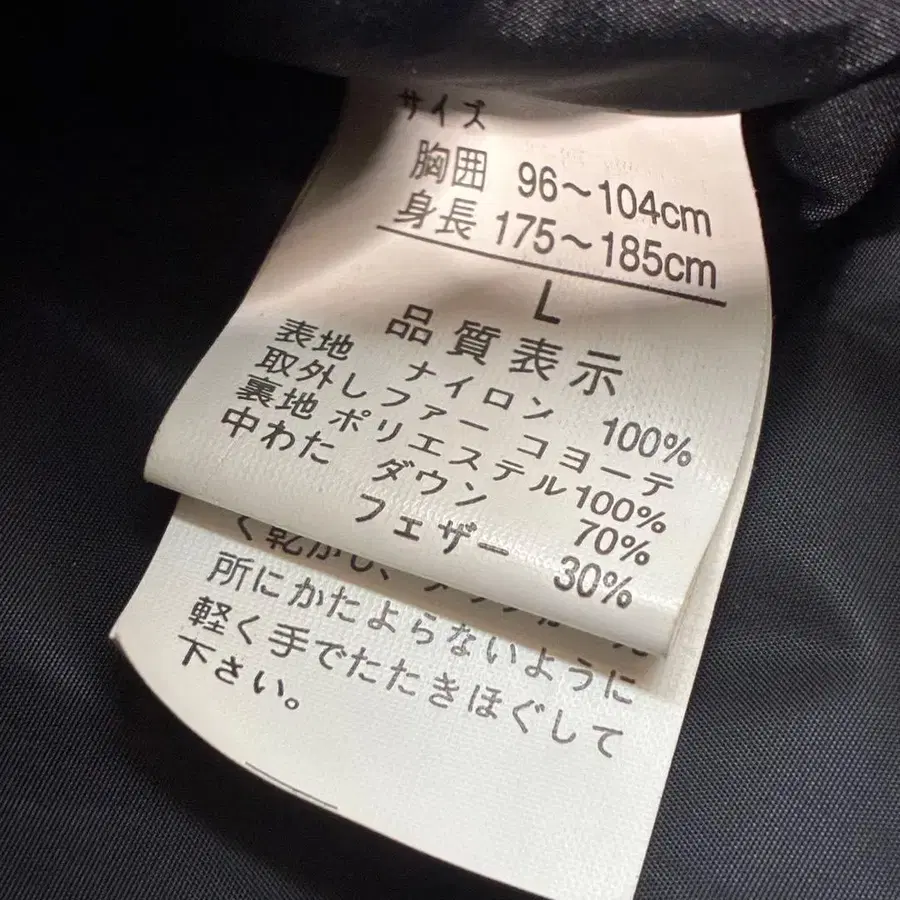 サイズ
胸囲 96～104cm
身長 175～185cm
L
品質表示
表地 ナイロン 100%
取外しファー コヨーテ
裏地 ポリエステル 100%
中わた ダウン 70%
フェザー 30%
く乾かし、
所にかたよらないように
軽く手でたたきほぐして
下さい。